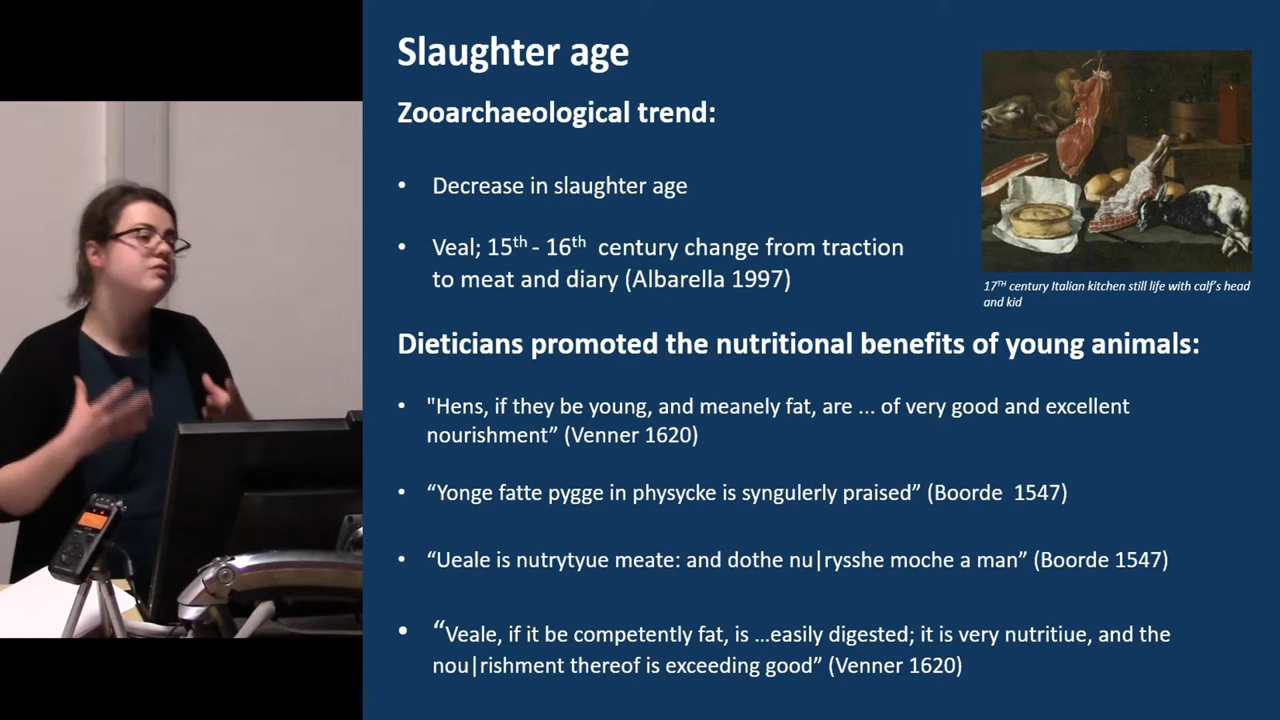 Slaughter age
Zooarchaeological trend:
• Decrease in slaughter age
• Veal; 15th - 16th century change from traction
to meat and diary (Albarella 1997)
17TH century Italian kitchen still life with calf's head
and kid
Dieticians promoted the nutritional benefits of young animals:
• "Hens, if they be young, and meanely fat, are ... of very good and excellent
nourishment” (Venner 1620)
• “Yonge fatte pygge in physycke is syngulerly praised” (Boorde 1547)
• “Ueale is nutrytyue meate: and dothe nu|rysshe moche a man” (Boorde 1547)
• “Veale, if it be competently fat, is …easily digested; it is very nutritiue, and the
nou|rishment thereof is exceeding good” (Venner 1620)